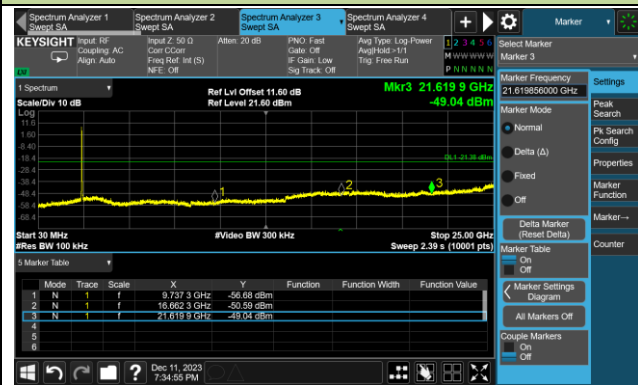 Spectrum Analyzer 1
Swept SA
Spectrum Analyzer 2
Swept SA
Spectrum Analyzer 3
Swept SA
Spectrum Analyzer 4
Swept SA
Marker
KEYSIGHT
Input: RF
Coupling: AC
Align: Auto
Input Z: 50 Ω
Corr CCorr
Freq Ref: Int (S)
NFE: Off
Atten: 20 dB
PNO: Fast
Gate: Off
IF Gain: Low
Sig Track: Off
Avg Type: Log-Power
Avg|Hold:>1/1
Trig: Free Run
1 2 3 4 5 6
M W W W W W
P N N N N N
Select Marker
Marker 3
1 Spectrum
Scale/Div 10 dB
Log
Ref Lvl Offset 11.60 dB
Ref Level 21.60 dBm
Mkr3 21.619 9 GHz
-49.04 dBm
11.6
1.60
-8.40
-18.4
-28.4
-38.4
-48.4
-58.4
-68.4
DL1 -21.38 dBm
1
2
3
Start 30 MHz
#Res BW 100 kHz
#Video BW 300 kHz
Stop 25.00 GHz
Sweep 2.39 s (10001 pts)
5 Marker Table
Mode Trace Scale X Y Function Function Width Function Value
1 N 1 f 9.737 3 GHz -56.68 dBm
2 N 1 f 16.662 3 GHz -50.59 dBm
3 N 1 f 21.619 9 GHz -49.04 dBm
4
5
6
Marker Frequency
21.619856000 GHz
Marker Mode
Normal
Delta (Δ)
Fixed
Off
Delta Marker
(Reset Delta)
Marker Table
On
Off
Marker Settings
Diagram
All Markers Off
Couple Markers
On
Off
Settings
Peak
Search
Pk Search
Config
Properties
Marker
Function
Marker→
Counter
Dec 11, 2023
7:34:55 PM